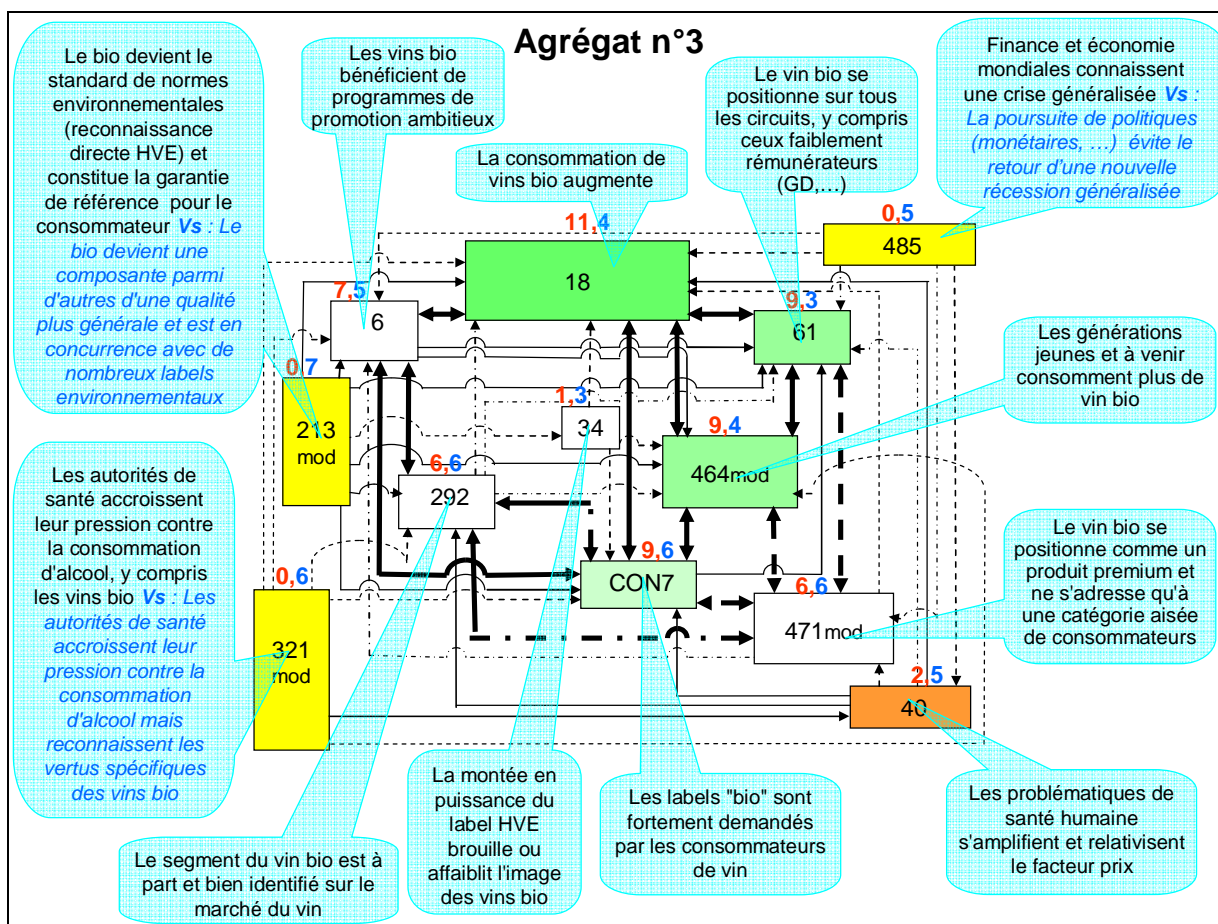 Agrégat n°3
Le bio devient le
standard de normes
environnementales
(reconnaissance
directe HVE) et
constitue la garantie
de référence pour le
consommateur Vs : Le
bio devient une
composante parmi
d'autres d'une qualité
plus générale et est en
concurrence avec de
nombreux labels
environnementaux
Les vins bio
bénéficient de
programmes de
promotion ambitieux
La consommation de
vins bio augmente
Le vin bio se
positionne sur tous
les circuits, y compris
ceux faiblement
rémunérateurs
(GD,…)
Finance et économie
mondiales connaissent
une crise généralisée Vs :
La poursuite de politiques
(monétaires, …) évite le
retour d'une nouvelle
récession généralisée
11,4
18
0,5
485
7,5
6
9,3
61
Les générations
jeunes et à venir
consomment plus de
vin bio
0,7
213
mod
1,3
34
9,4
464mod
6,6
292
Les autorités de
santé accroissent
leur pression contre
la consommation
d'alcool, y compris
les vins bio Vs : Les
autorités de santé
accroissent leur
pression contre la
consommation
d'alcool mais
reconnaissent les
vertus spécifiques
des vins bio
0,6
321
mod
9,6
CON7
6,6
471mod
Le vin bio se
positionne comme un
produit premium et
ne s'adresse qu'à
une catégorie aisée
de consommateurs
2,5
40
Le segment du vin bio est à
part et bien identifié sur le
marché du vin
La montée en
puissance du
label HVE
brouille ou
affaiblit l'image
des vins bio
Les labels "bio" sont
fortement demandés
par les consommateurs
de vin
Les problématiques de
santé humaine
s'amplifient et relativisent
le facteur prix